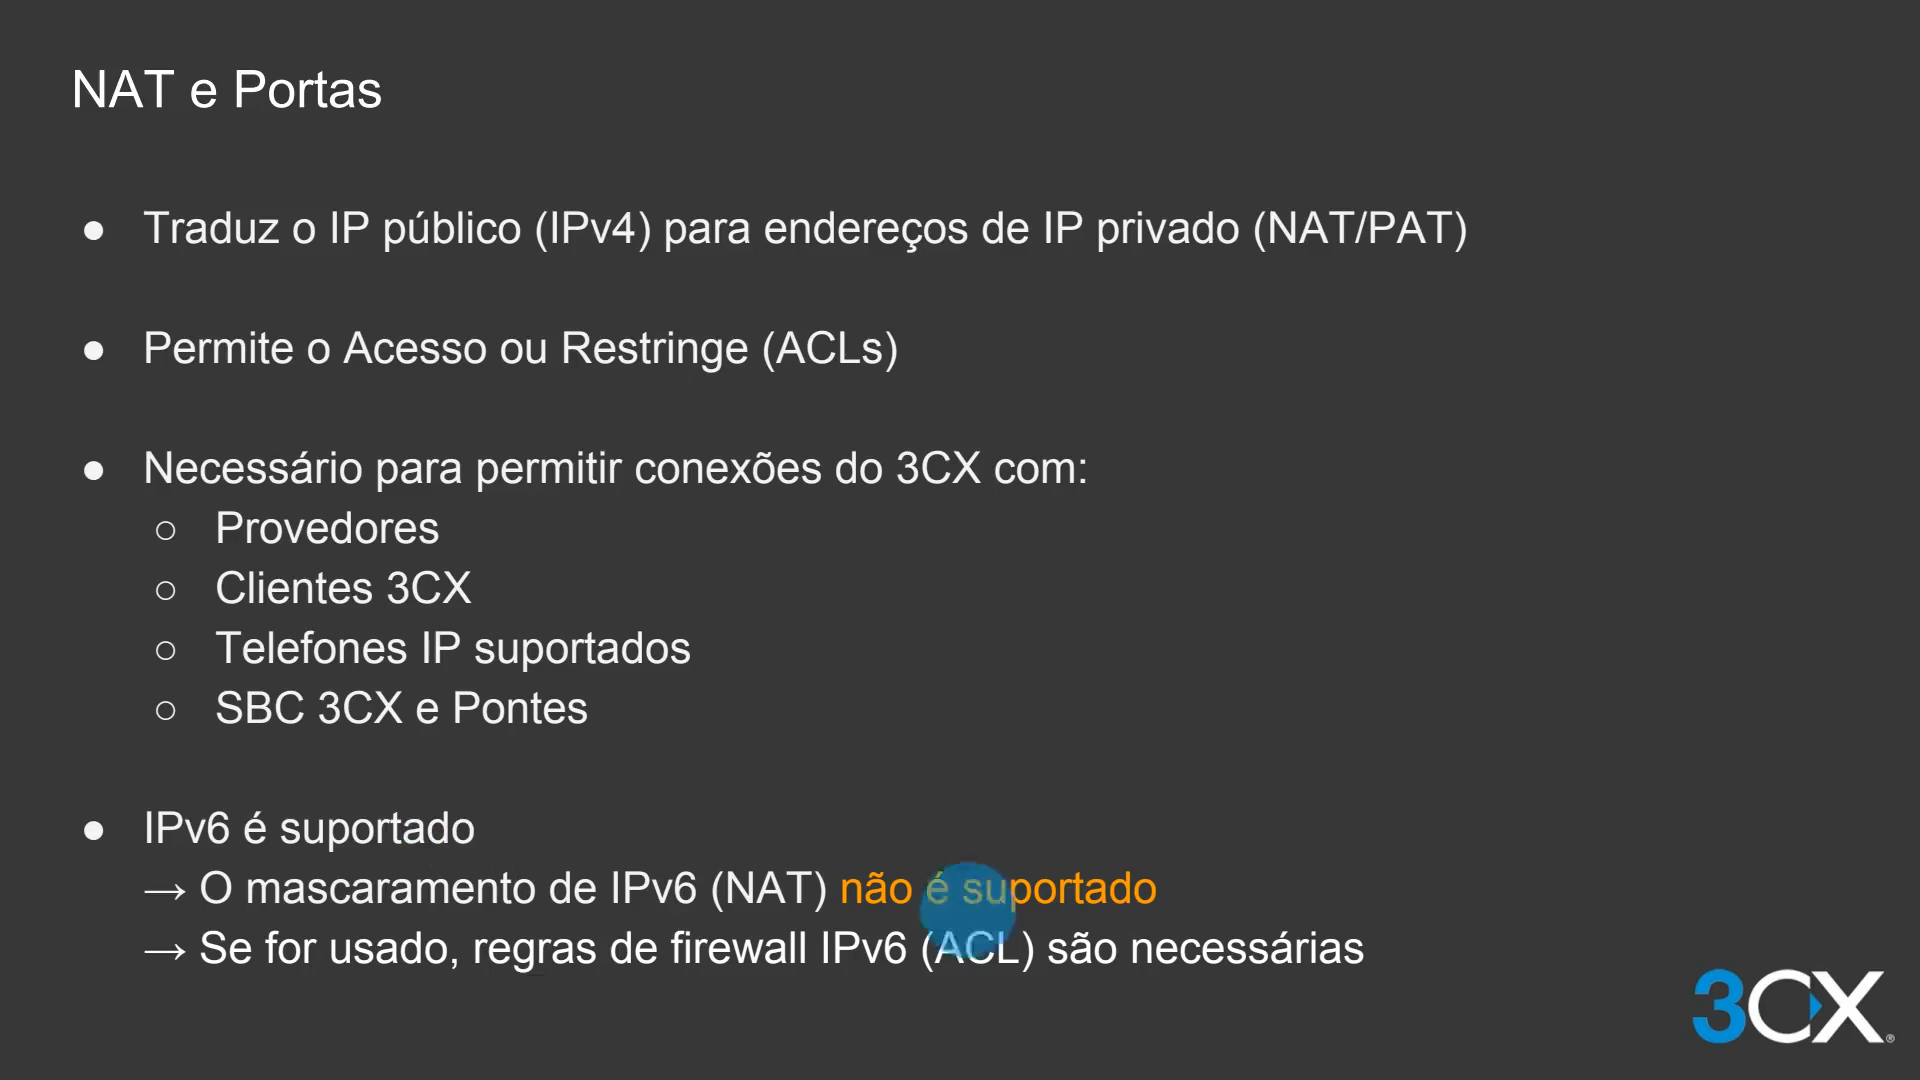 NAT e Portas
● Traduz o IP público (IPv4) para endereços de IP privado (NAT/PAT)
● Permite o Acesso ou Restringe (ACLs)
● Necessário para permitir conexões do 3CX com:
○ Provedores
○ Clientes 3CX
○ Telefones IP suportados
○ SBC 3CX e Pontes
● IPv6 é suportado
→ O mascaramento de IPv6 (NAT) não é suportado
→ Se for usado, regras de firewall IPv6 (ACL) são necessárias
3CX®